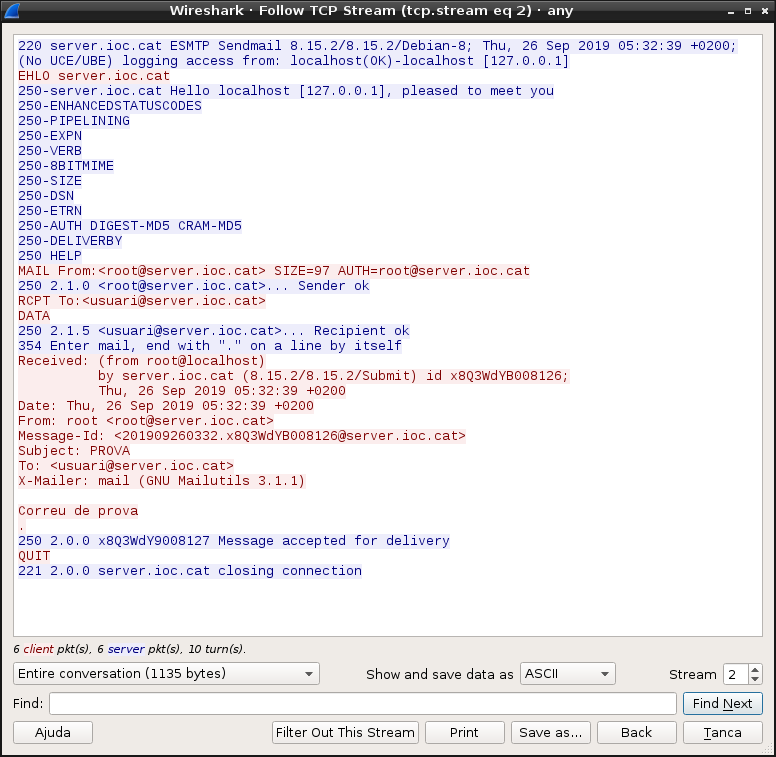 Wireshark · Follow TCP Stream (tcp.stream eq 2) · any
220 server.ioc.cat ESMTP Sendmail 8.15.2/8.15.2/Debian-8; Thu, 26 Sep 2019 05:32:39 +0200;
(No UCE/UBE) logging access from: localhost(OK)-localhost [127.0.0.1]
EHLO server.ioc.cat
250-server.ioc.cat Hello localhost [127.0.0.1], pleased to meet you
250-ENHANCEDSTATUSCODES
250-PIPELINING
250-EXPN
250-VERB
250-8BITMIME
250-SIZE
250-DSN
250-ETRN
250-AUTH DIGEST-MD5 CRAM-MD5
250-DELIVERBY
250 HELP
MAIL From:<root@server.ioc.cat> SIZE=97 AUTH=root@server.ioc.cat
250 2.1.0 <root@server.ioc.cat>... Sender ok
RCPT To:<usuari@server.ioc.cat>
DATA
250 2.1.5 <usuari@server.ioc.cat>... Recipient ok
354 Enter mail, end with "." on a line by itself
Received: (from root@localhost)
by server.ioc.cat (8.15.2/8.15.2/Submit) id x8Q3WdYB008126;
Thu, 26 Sep 2019 05:32:39 +0200
Date: Thu, 26 Sep 2019 05:32:39 +0200
From: root <root@server.ioc.cat>
Message-Id: <201909260332.x8Q3WdYB008126@server.ioc.cat>
Subject: PROVA
To: <usuari@server.ioc.cat>
X-Mailer: mail (GNU Mailutils 3.1.1)
Correu de prova
.
250 2.0.0 x8Q3WdY9008127 Message accepted for delivery
QUIT
221 2.0.0 server.ioc.cat closing connection
6 client pkt(s), 6 server pkt(s), 10 turn(s).
Entire conversation (1135 bytes) Show and save data as ASCII Stream 2
Find: Find Next
Ajuda Filter Out This Stream Print Save as... Back Tanca